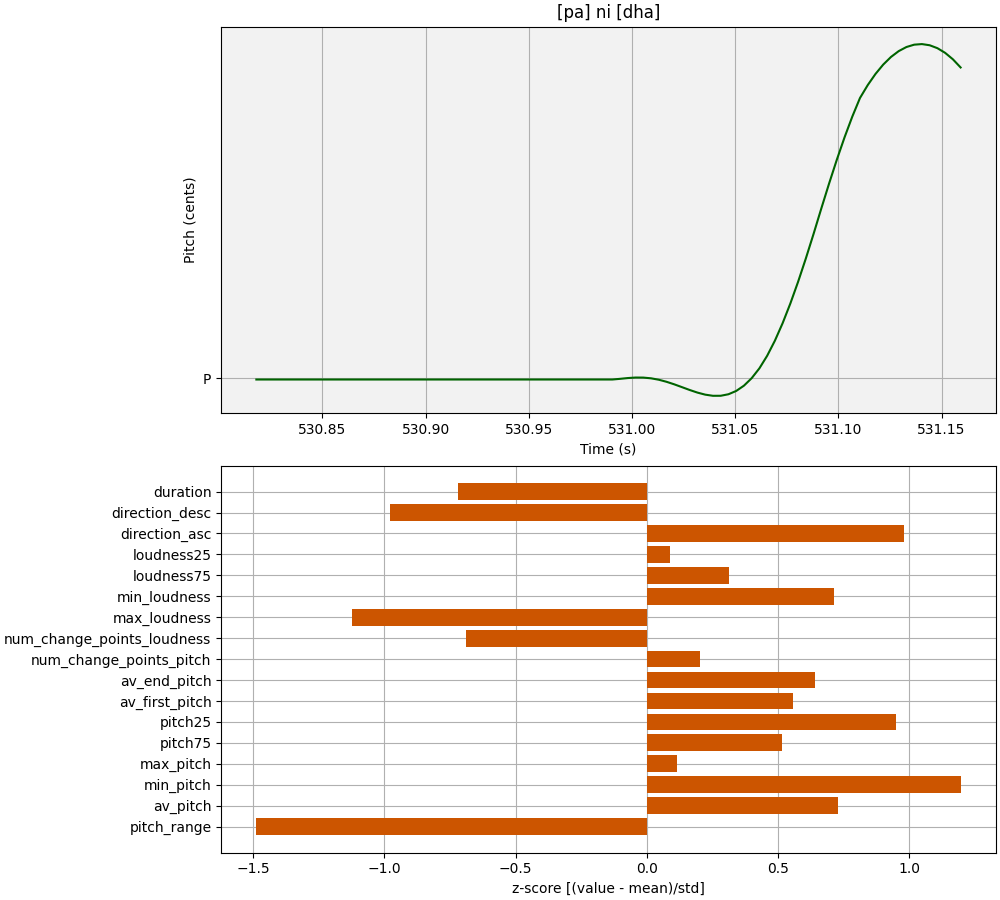 [pa] ni [dha]
Pitch (cents)
P
530.85 530.90 530.95 531.00 531.05 531.10 531.15
Time (s)
duration
direction_desc
direction_asc
loudness25
loudness75
min_loudness
max_loudness
num_change_points_loudness
num_change_points_pitch
av_end_pitch
av_first_pitch
pitch25
pitch75
max_pitch
min_pitch
av_pitch
pitch_range
−1.5 −1.0 −0.5 0.0 0.5 1.0
z-score [(value - mean)/std]